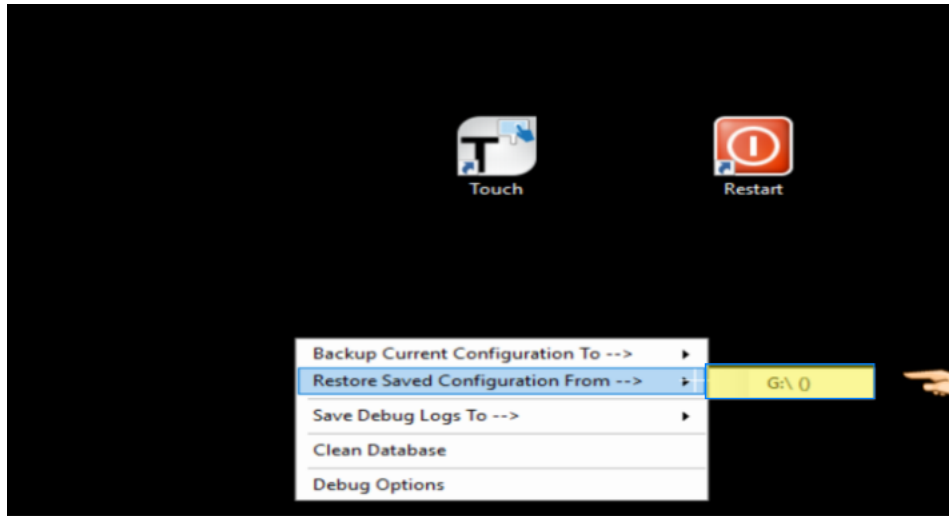 T
Touch
Restart
Backup Current Configuration To -->
Restore Saved Configuration From -->
G:\ ()
Save Debug Logs To -->
Clean Database
Debug Options